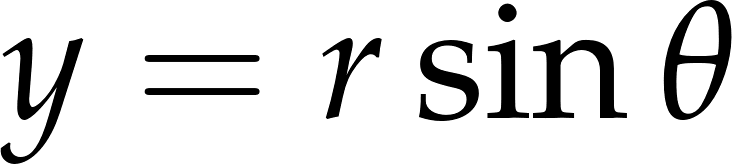 y = r sin θ